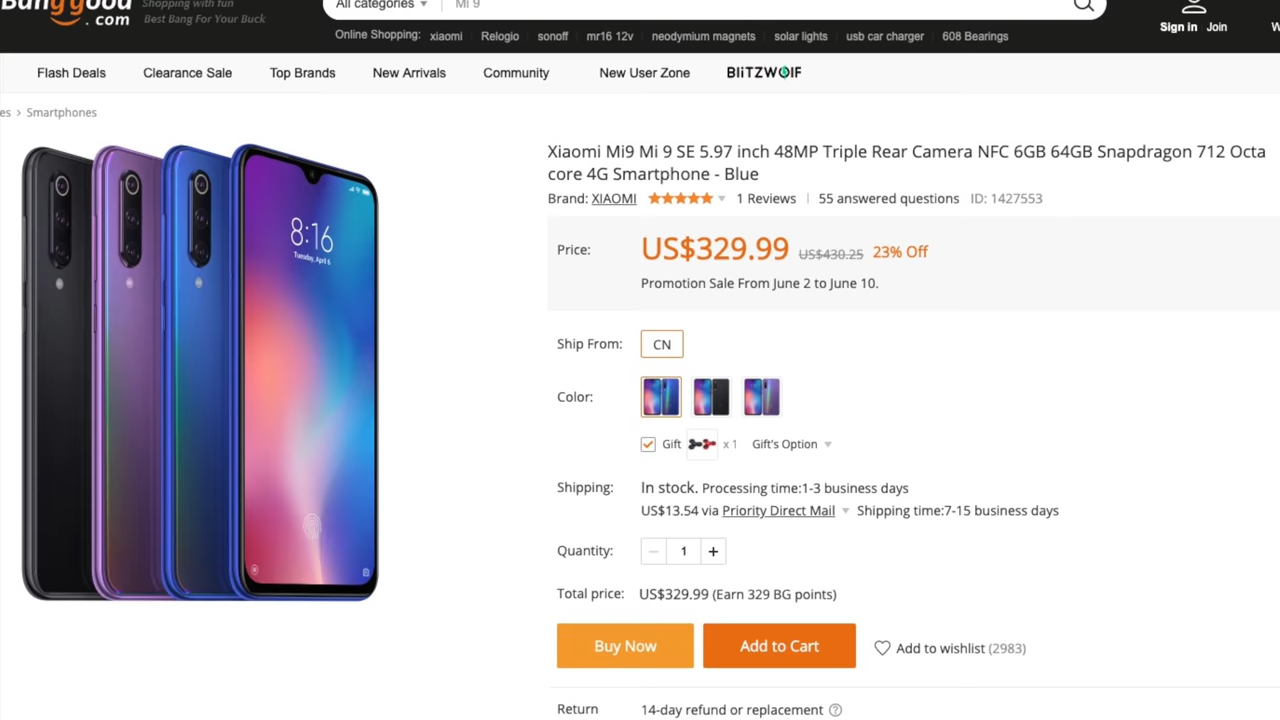 Banggood
.com
Shopping with fun
Best Bang For Your Buck
All categories
Mi 9
Online Shopping: xiaomi Relogio sonoff mr16 12v neodymium magnets solar lights usb car charger 608 Bearings
Sign in Join
Flash Deals Clearance Sale Top Brands New Arrivals Community New User Zone BLITZWOLF
es > Smartphones
8:16
Tuesday, April 6
Xiaomi Mi9 Mi 9 SE 5.97 inch 48MP Triple Rear Camera NFC 6GB 64GB Snapdragon 712 Octa
core 4G Smartphone - Blue
Brand: XIAOMI 1 Reviews 55 answered questions ID: 1427553
Price: US$329.99 US$430.25 23% Off
Promotion Sale From June 2 to June 10.
Ship From: CN
Color:
Gift x 1 Gift's Option
Shipping: In stock. Processing time:1-3 business days
US$13.54 via Priority Direct Mail Shipping time:7-15 business days
Quantity: - 1 +
Total price: US$329.99 (Earn 329 BG points)
Buy Now Add to Cart Add to wishlist (2983)
Return 14-day refund or replacement ?